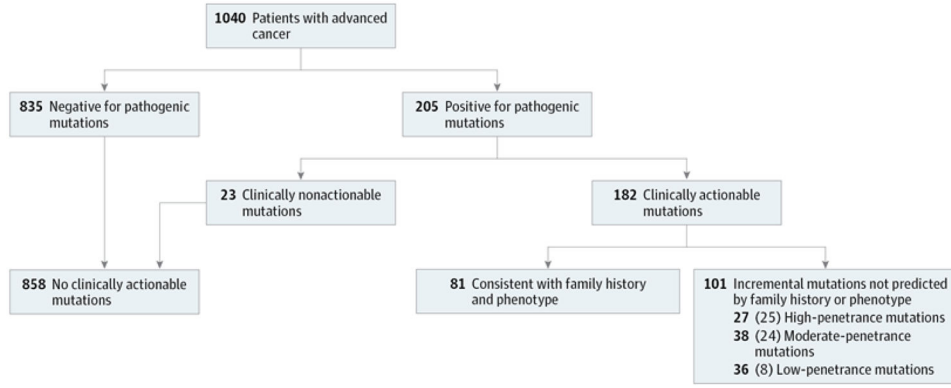 1040 Patients with advanced
cancer
835 Negative for pathogenic
mutations
205 Positive for pathogenic
mutations
23 Clinically nonactionable
mutations
182 Clinically actionable
mutations
858 No clinically actionable
mutations
81 Consistent with family history
and phenotype
101 Incremental mutations not predicted
by family history or phenotype
27 (25) High-penetrance mutations
38 (24) Moderate-penetrance
mutations
36 (8) Low-penetrance mutations